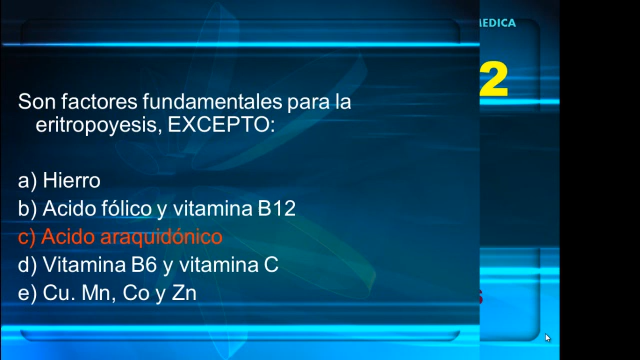 Son factores fundamentales para la
eritropoyesis, EXCEPTO:
a) Hierro
b) Acido fólico y vitamina B12
c) Acido araquidónico
d) Vitamina B6 y vitamina C
e) Cu. Mn, Co y Zn
MEDICA
2